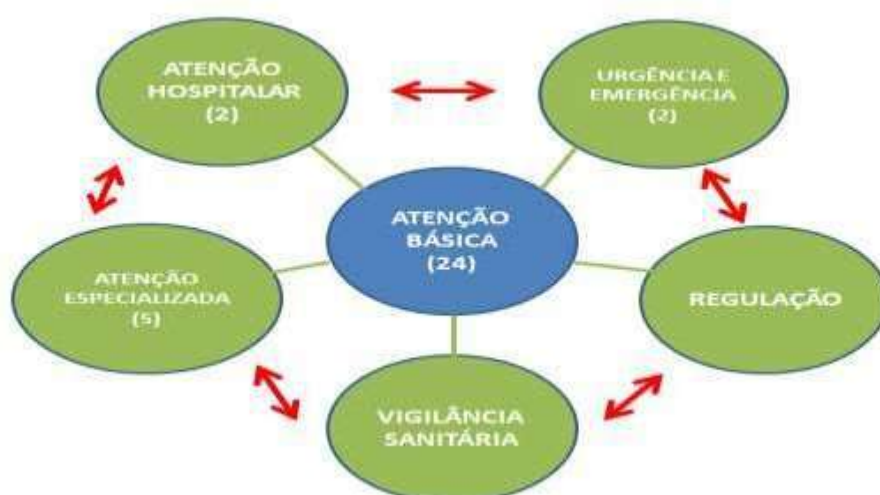 ATENÇÃO
HOSPITALAR
(2)
URGÊNCIA E
EMERGÊNCIA
(2)
ATENÇÃO
BÁSICA
(24)
ATENÇÃO
ESPECIALIZADA
(5)
REGULAÇÃO
VIGILÂNCIA
SANITÁRIA